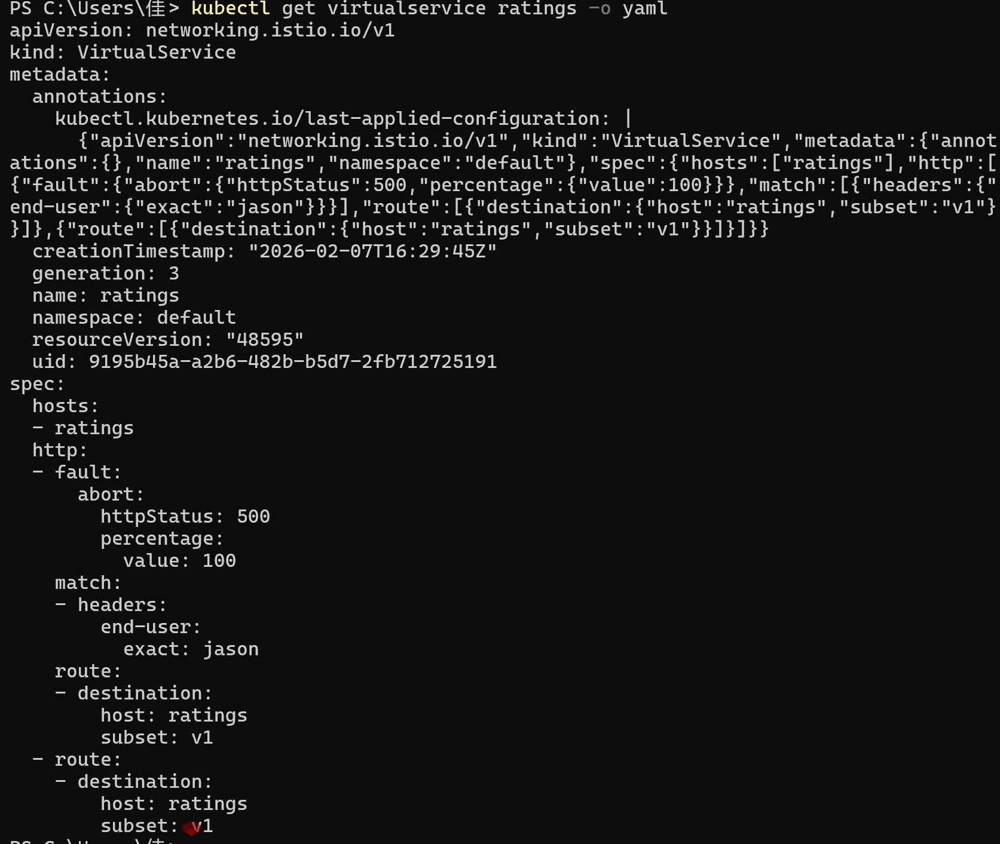 PS C:\Users\佳> kubectl get virtualservice ratings -o yaml
apiVersion: networking.istio.io/v1
kind: VirtualService
metadata:
  annotations:
    kubectl.kubernetes.io/last-applied-configuration: |
      {"apiVersion":"networking.istio.io/v1","kind":"VirtualService","metadata":{"annot
ations":{},"name":"ratings","namespace":"default"},"spec":{"hosts":["ratings"],"http":[
{"fault":{"abort":{"httpStatus":500,"percentage":{"value":100}}},"match":[{"headers":{"
end-user":{"exact":"jason"}}}],"route":[{"destination":{"host":"ratings","subset":"v1"}
}]},{"route":[{"destination":{"host":"ratings","subset":"v1"}}]}]}}
  creationTimestamp: "2026-02-07T16:29:45Z"
  generation: 3
  name: ratings
  namespace: default
  resourceVersion: "48595"
  uid: 9195b45a-a2b6-482b-b5d7-2fb712725191
spec:
  hosts:
  - ratings
  http:
  - fault:
      abort:
        httpStatus: 500
        percentage:
          value: 100
    match:
    - headers:
        end-user:
          exact: jason
    route:
    - destination:
        host: ratings
        subset: v1
  - route:
    - destination:
        host: ratings
        subset: v1
PS C:\Users\佳>